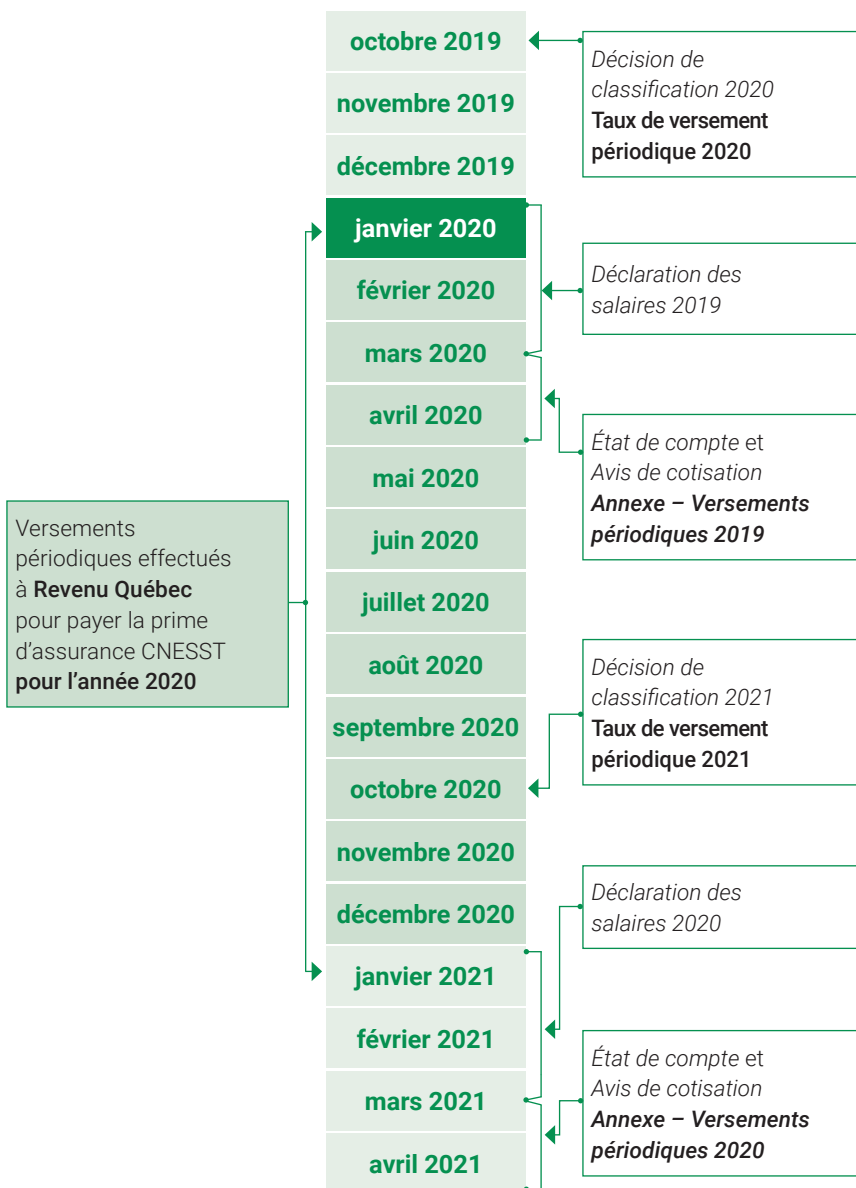 octobre 2019
novembre 2019
décembre 2019
janvier 2020
février 2020
mars 2020
avril 2020
mai 2020
juin 2020
juillet 2020
août 2020
septembre 2020
octobre 2020
novembre 2020
décembre 2020
janvier 2021
février 2021
mars 2021
avril 2021
Versements
périodiques effectués
à Revenu Québec
pour payer la prime
d'assurance CNESST
pour l'année 2020
Décision de
classification 2020
Taux de versement
périodique 2020
Déclaration des
salaires 2019
État de compte et
Avis de cotisation
Annexe – Versements
périodiques 2019
Décision de
classification 2021
Taux de versement
périodique 2021
Déclaration des
salaires 2020
État de compte et
Avis de cotisation
Annexe – Versements
périodiques 2020